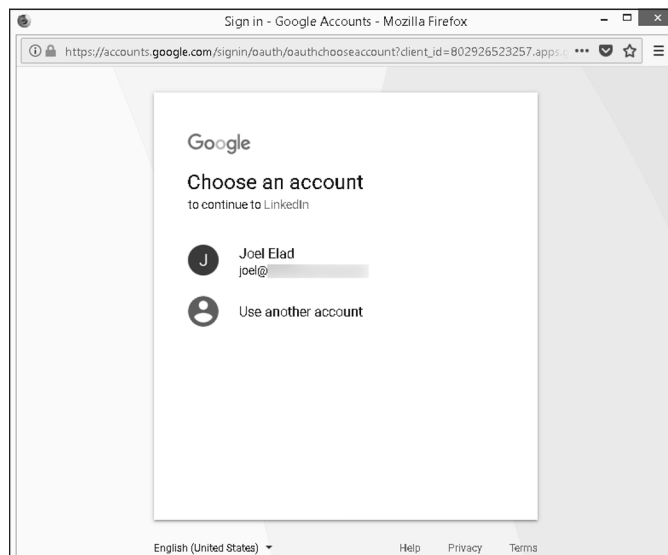 Sign in - Google Accounts - Mozilla Firefox
https://accounts.google.com/signin/oauth/oauthchooseaccount?client_id=802926523257.apps.
Google
Choose an account
to continue to LinkedIn
J
Joel Elad
joel@
Use another account
English (United States)
Help Privacy Terms